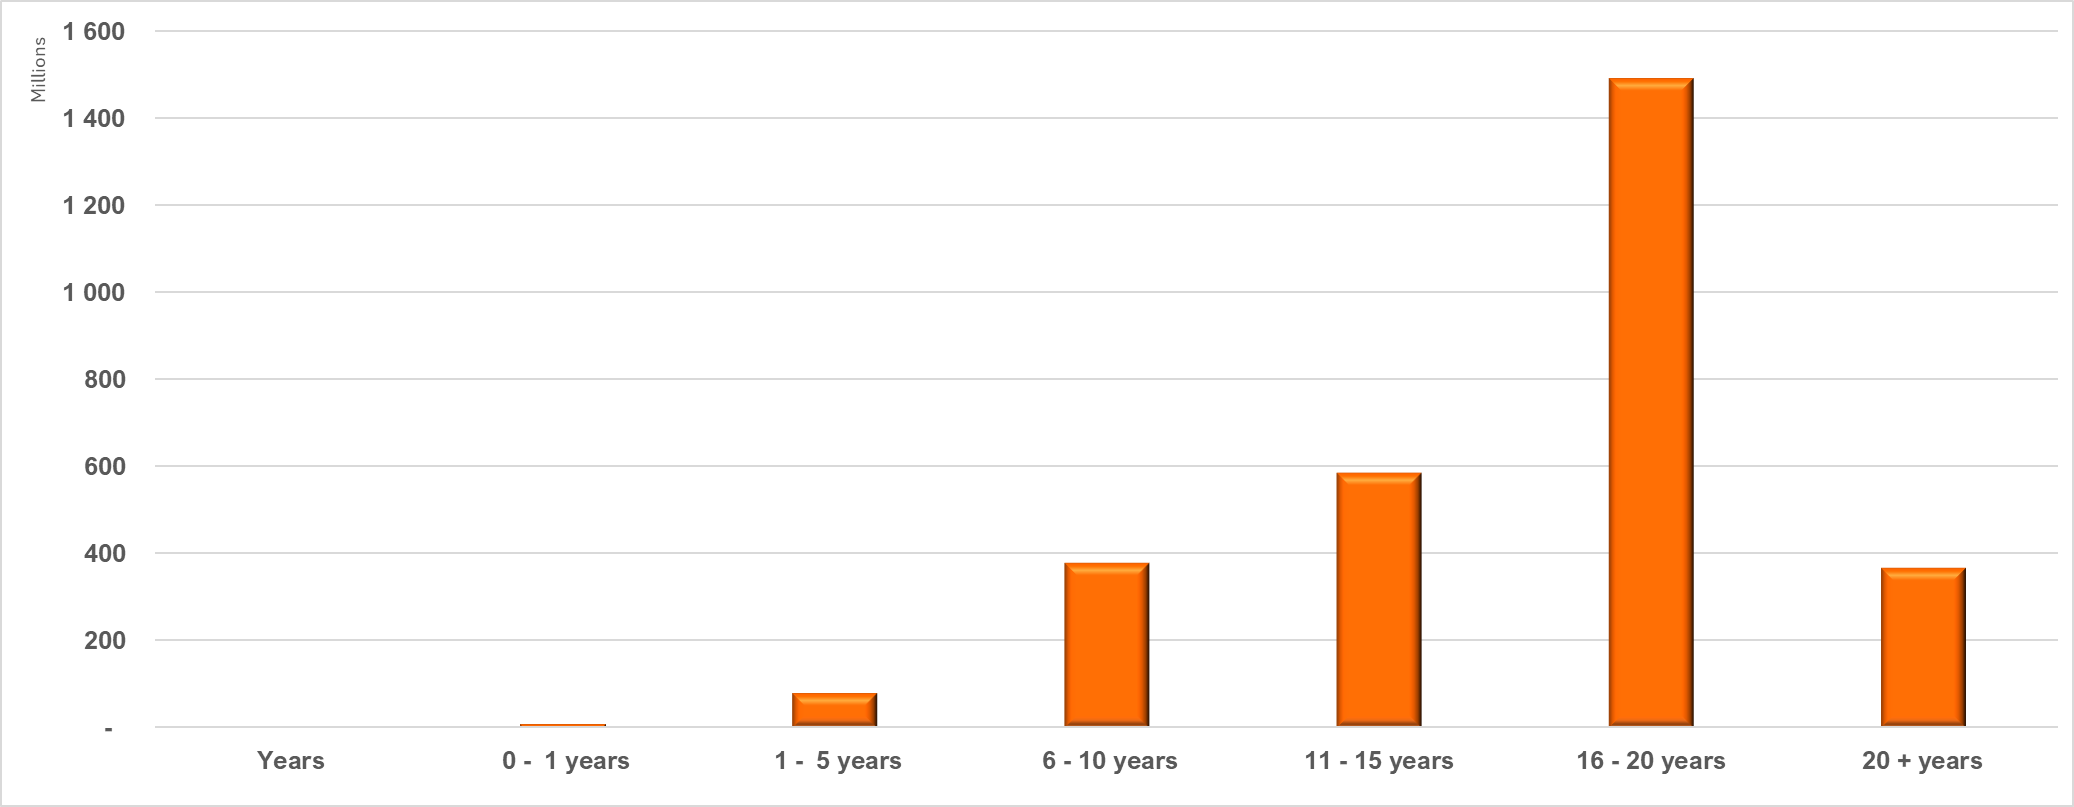 Millions
1 600
1 400
1 200
1 000
800
600
400
200
-
Years
0 -  1 years
1 -  5 years
6 - 10 years
11 - 15 years
16 - 20 years
20 + years